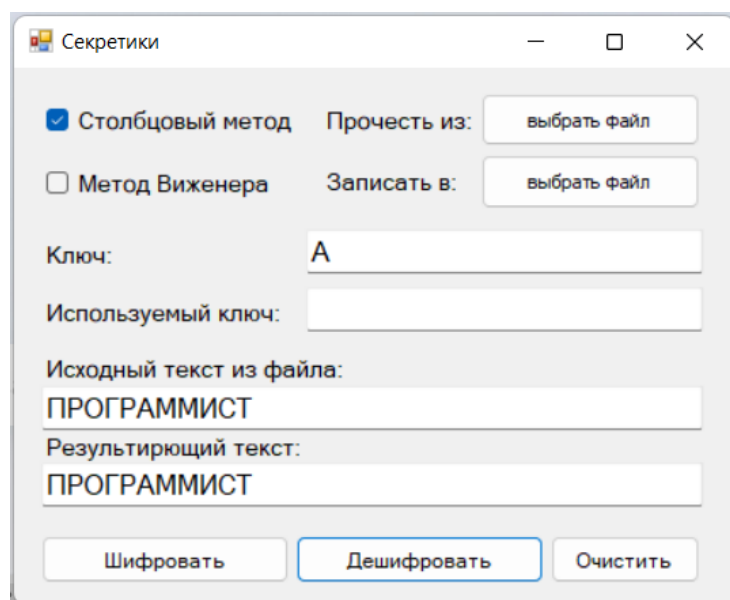 Секретики
Столбцовый метод Прочесть из: выбрать файл
Метод Виженера Записать в: выбрать файл
Ключ: А
Используемый ключ:
Исходный текст из файла:
ПРОГРАММИСТ
Результирющий текст:
ПРОГРАММИСТ
Шифровать Дешифровать Очистить